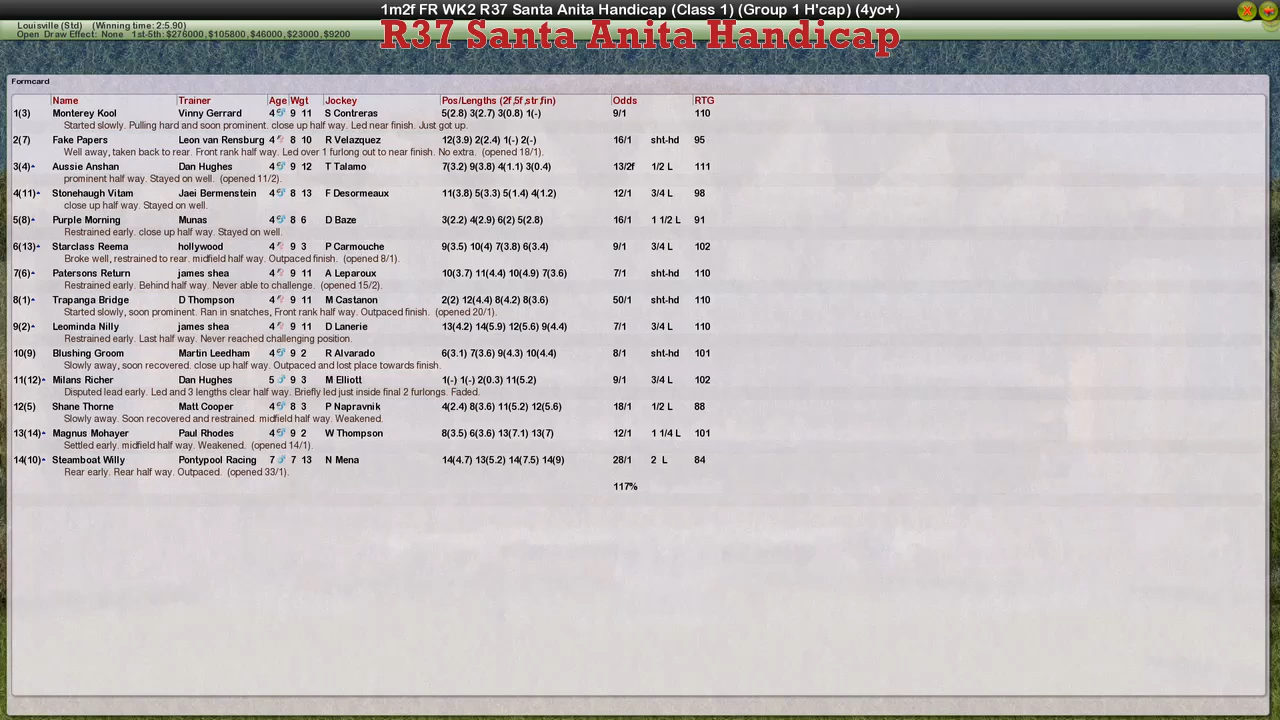 1m2f FR WK2 R37 Santa Anita Handicap (Class 1) (Group 1 H'cap) (4yo+)
Louisville (Std) (Winning time: 2:5.90)
Open Draw Effect: None 1st-5th: $276000,$105800,$46000,$23000,$9200
R37 Santa Anita Handicap
Formcard
Name Trainer Age Wgt Jockey Pos/Lengths (2f,5f,str,fin) Odds RTG
1(3) Monterey Kool Vinny Gerrard 4 9 11 S Contreras 5(2.8) 3(2.7) 3(0.8) 1(-) 9/1 110
Started slowly. Pulling hard and soon prominent. close up half way. Led near finish. Just got up.
2(7) Fake Papers Leon van Rensburg 4 8 10 R Velazquez 12(3.9) 2(2.4) 1(-) 2(-) 16/1 sht-hd 95
Well away, taken back to rear. Front rank half way. Led over 1 furlong out to near finish. No extra. (opened 18/1).
3(4) Aussie Anshan Dan Hughes 4 9 12 T Talamo 7(3.2) 9(3.8) 4(1.1) 3(0.4) 13/2f 1/2 L 111
prominent half way. Stayed on well. (opened 11/2).
4(11) Stonehaugh Vitam Jaei Bermenstein 4 8 13 F Desormeaux 11(3.8) 5(3.3) 5(1.4) 4(1.2) 12/1 3/4 L 98
close up half way. Stayed on well.
5(8) Purple Morning Munas 4 8 6 D Baze 3(2.2) 4(2.9) 6(2) 5(2.8) 16/1 1 1/2 L 91
Restrained early. close up half way. Stayed on well.
6(13) Starclass Reema hollywood 4 9 3 P Carmouche 9(3.5) 10(4) 7(3.8) 6(3.4) 9/1 3/4 L 102
Broke well, restrained to rear. midfield half way. Outpaced finish. (opened 8/1).
7(6) Patersons Return james shea 4 9 11 A Leparoux 10(3.7) 11(4.4) 10(4.9) 7(3.6) 7/1 sht-hd 110
Restrained early. Behind half way. Never able to challenge. (opened 15/2).
8(1) Trapanga Bridge D Thompson 4 9 11 M Castanon 2(2) 12(4.4) 8(4.2) 8(3.6) 50/1 sht-hd 110
Started slowly, soon prominent. Ran in snatches, Front rank half way. Outpaced finish. (opened 20/1).
9(2) Leominda Nilly james shea 4 9 11 D Lanerie 13(4.2) 14(5.9) 12(5.6) 9(4.4) 7/1 3/4 L 110
Restrained early. Last half way. Never reached challenging position.
10(9) Blushing Groom Martin Leedham 4 9 2 R Alvarado 6(3.1) 7(3.6) 9(4.3) 10(4.4) 8/1 sht-hd 101
Slowly away, soon recovered. close up half way. Outpaced and lost place towards finish.
11(12) Milans Richer Dan Hughes 5 9 3 M Elliott 1(-) 1(-) 2(0.3) 11(5.2) 9/1 3/4 L 102
Disputed lead early. Led and 3 lengths clear half way. Briefly led just inside final 2 furlongs. Faded.
12(5) Shane Thorne Matt Cooper 4 8 3 P Napravnik 4(2.4) 8(3.6) 11(5.2) 12(5.6) 18/1 1/2 L 88
Slowly away. Soon recovered and restrained. midfield half way. Weakened.
13(14) Magnus Mohayer Paul Rhodes 4 9 2 W Thompson 8(3.5) 6(3.6) 13(7.1) 13(7) 12/1 1 1/4 L 101
Settled early. midfield half way. Weakened. (opened 14/1).
14(10) Steamboat Willy Pontypool Racing 7 7 13 N Mena 14(4.7) 13(5.2) 14(7.5) 14(9) 28/1 2 L 84
Rear early. Rear half way. Outpaced. (opened 33/1).
117%